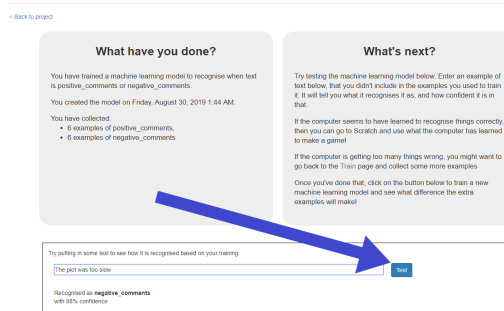 < Back to project
What have you done?
You have trained a machine learning model to recognise when text
is positive_comments or negative_comments.
You created the model on Friday, August 30, 2019 1:44 AM.
You have collected:
• 6 examples of positive_comments,
• 6 examples of negative_comments
What's next?
Try testing the machine learning model below. Enter an example of
text below, that you didn't include in the examples you used to train
it. It will tell you what it recognises it as, and how confident it is in
that.
If the computer seems to have learned to recognise things correctly,
then you can go to Scratch and use what the computer has learned
to make a game!
If the computer is getting too many things wrong, you might want to
go back to the Train page and collect some more examples
Once you've done that, click on the button below to train a new
machine learning model and see what difference the extra
examples will make!
Try putting in some text to see how it is recognised based on your training.
The plot was too slow
Test
Recognised as negative_comments
with 88% confidence